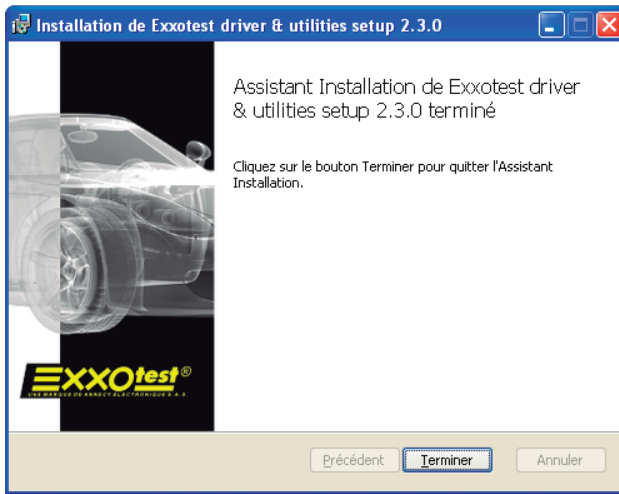 Installation de Exxotest driver & utilities setup 2.3.0
Assistant Installation de Exxotest driver
& utilities setup 2.3.0 terminé
Cliquez sur le bouton Terminer pour quitter l'Assistant
Installation.
EXXOtest®
UNE MARQUE DE ANNECY ELECTRONIQUE S.A.S.
Précédent
Terminer
Annuler